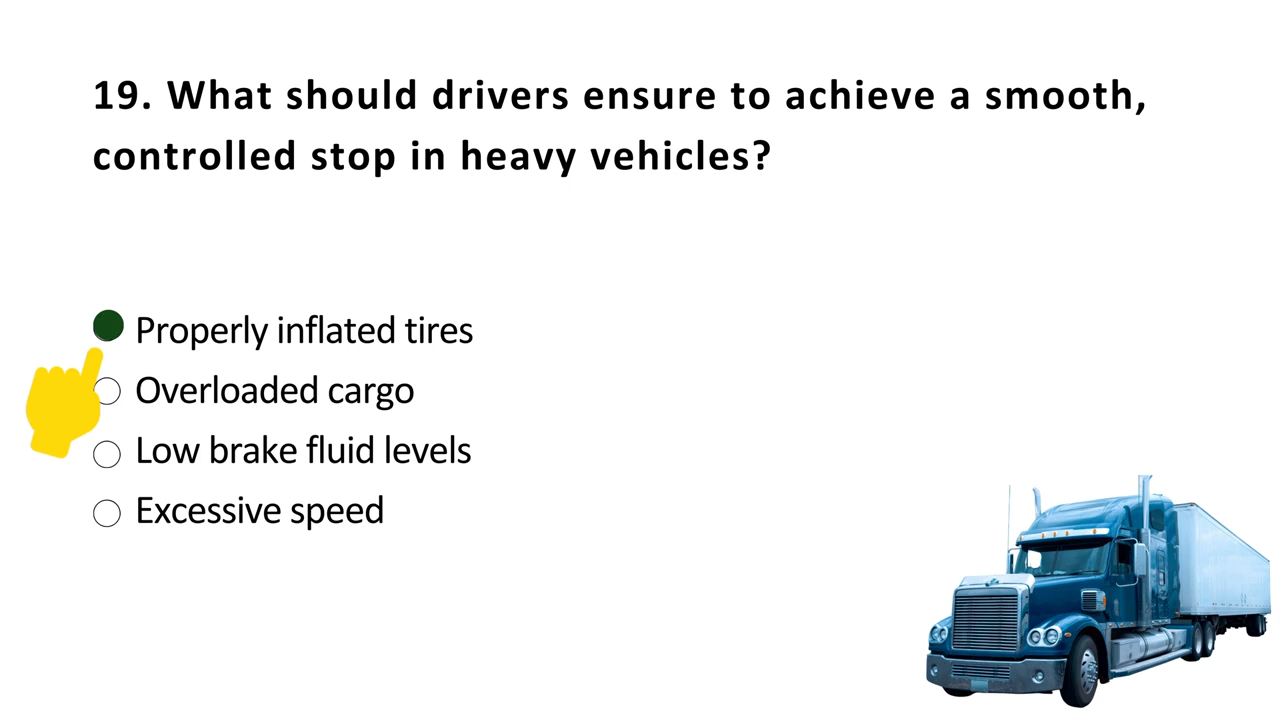 19. What should drivers ensure to achieve a smooth,
controlled stop in heavy vehicles?
Properly inflated tires
Overloaded cargo
Low brake fluid levels
Excessive speed